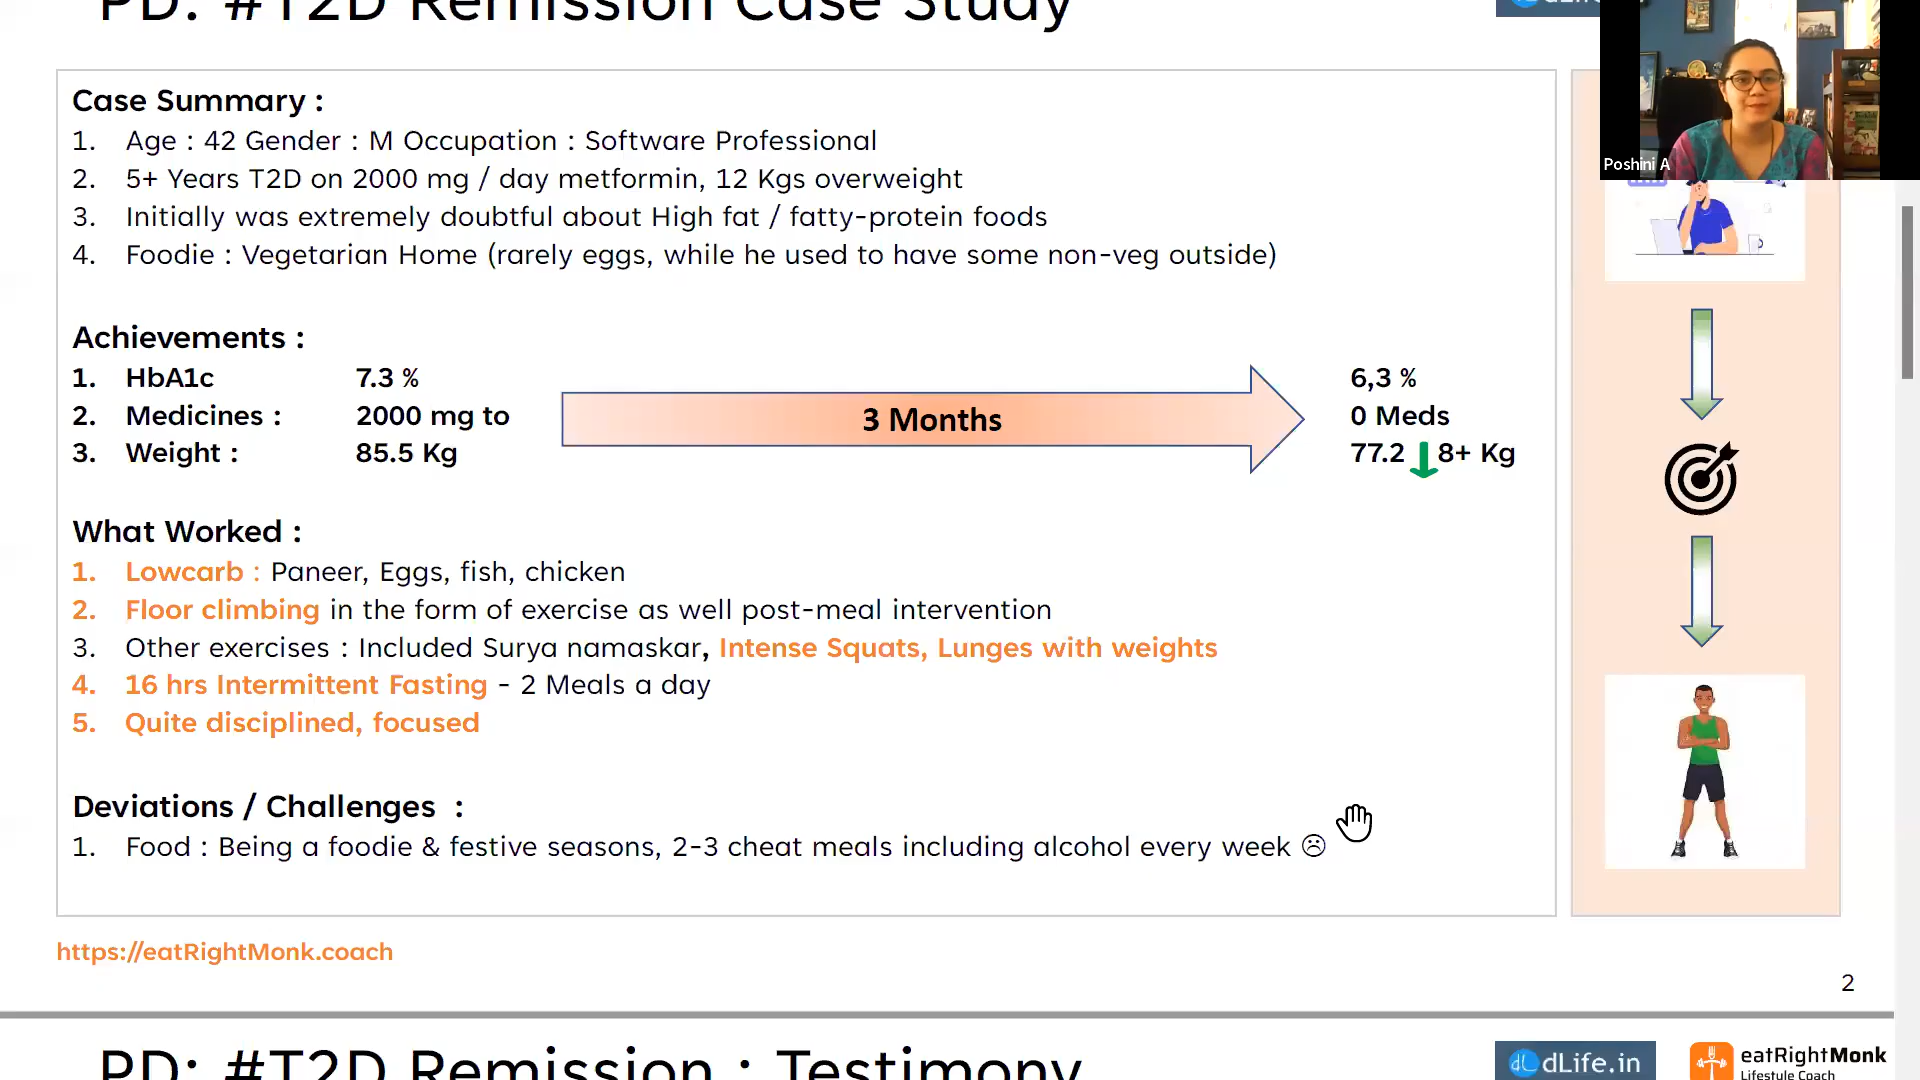 PD: #T2D Remission Case Study
dLife
Poshini A
Case Summary :
1. Age : 42 Gender : M Occupation : Software Professional
2. 5+ Years T2D on 2000 mg / day metformin, 12 Kgs overweight
3. Initially was extremely doubtful about High fat / fatty-protein foods
4. Foodie : Vegetarian Home (rarely eggs, while he used to have some non-veg outside)
Achievements :
1. HbA1c 7.3 % 6,3 %
2. Medicines : 2000 mg to 3 Months 0 Meds
3. Weight : 85.5 Kg 77.2 8+ Kg
What Worked :
1. Lowcarb : Paneer, Eggs, fish, chicken
2. Floor climbing in the form of exercise as well post-meal intervention
3. Other exercises : Included Surya namaskar, Intense Squats, Lunges with weights
4. 16 hrs Intermittent Fasting - 2 Meals a day
5. Quite disciplined, focused
Deviations / Challenges :
1. Food : Being a foodie & festive seasons, 2-3 cheat meals including alcohol every week ☹
https://eatRightMonk.coach
2
PD: #T2D Remission : Testimony
dL dLife.in
eatRightMonk
Lifestyle Coach